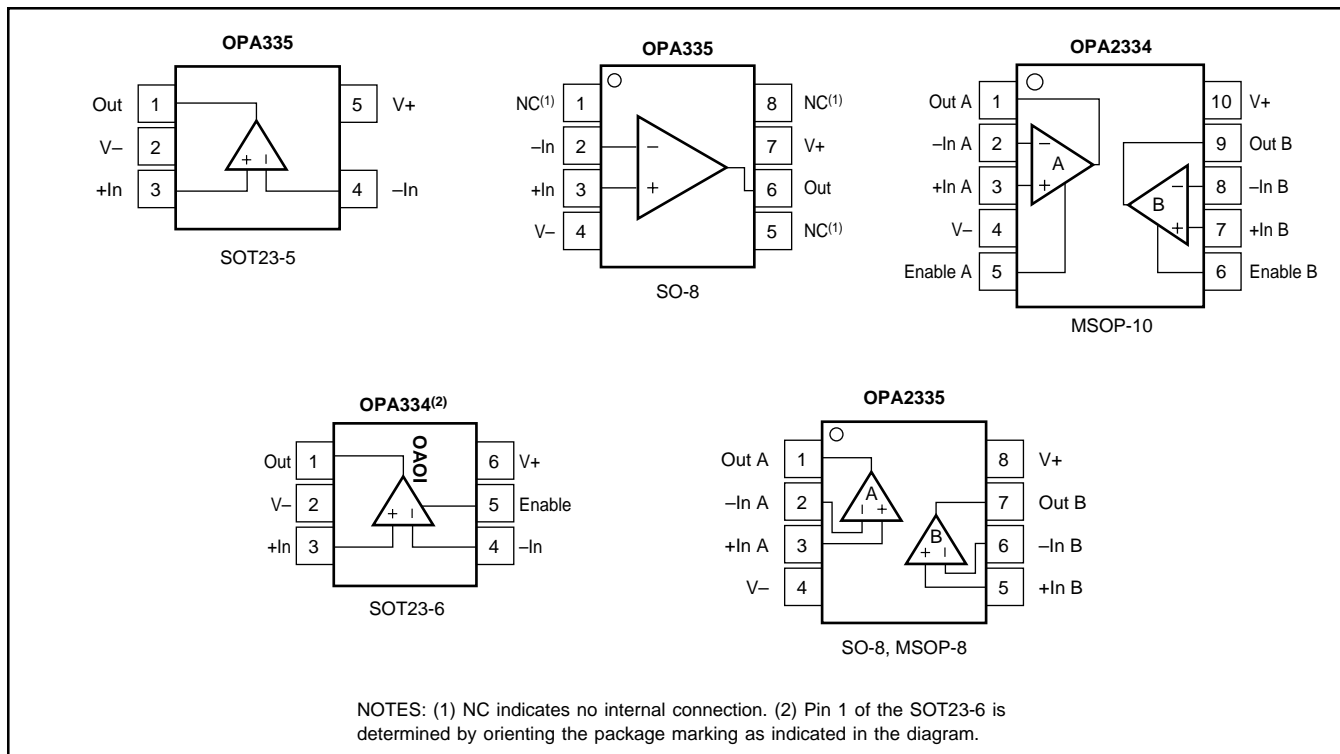 OPA335
Out 1
V– 2
+In 3
5 V+
4 –In
+ –
SOT23-5
OPA335
NC(1) 1
–In 2
+In 3
V– 4
8 NC(1)
7 V+
6 Out
5 NC(1)
–
+
SO-8
OPA2334
Out A 1
–In A 2
+In A 3
V– 4
Enable A 5
10 V+
9 Out B
8 –In B
7 +In B
6 Enable B
–
A
+
–
B
+
MSOP-10
OPA334(2)
Out 1
V– 2
+In 3
6 V+
5 Enable
4 –In
OAOI
+ –
SOT23-6
OPA2335
Out A 1
–In A 2
+In A 3
V– 4
8 V+
7 Out B
6 –In B
5 +In B
A
– +
B
+ –
SO-8, MSOP-8
NOTES: (1) NC indicates no internal connection. (2) Pin 1 of the SOT23-6 is
determined by orienting the package marking as indicated in the diagram.